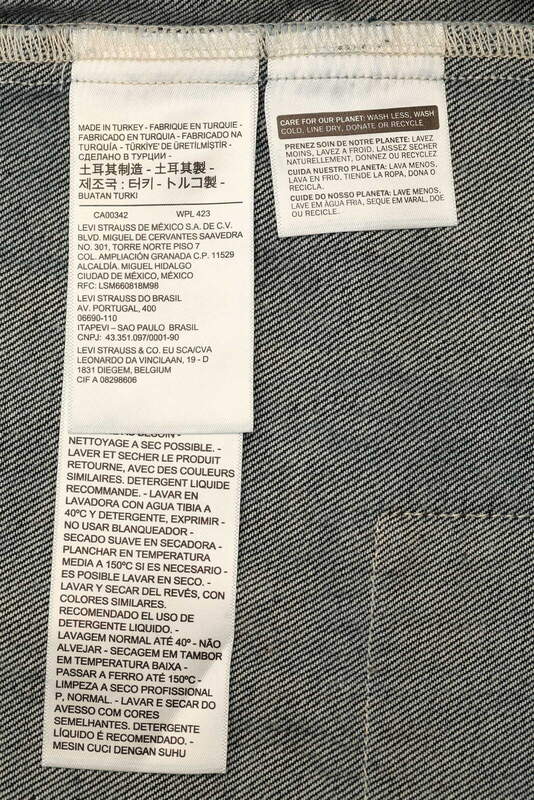 MADE IN TURKEY - FABRIQUE EN TURQUIE -
FABRICADO EN TURQUIA - FABRICADO NA
TURQUÍA - TÜRKİYE' DE ÜRETİLMİŞTİR -
СДЕЛАНО В ТУРЦИИ -
土耳其制造 - 土耳其製 -
제조국 : 터키 - トルコ製 -
BUATAN TURKI
CA00342 WPL 423
LEVI STRAUSS DE MÉXICO S.A. DE C.V.
BLVD. MIGUEL DE CERVANTES SAAVEDRA
NO. 301, TORRE NORTE PISO 7
COL. AMPLIACIÓN GRANADA C.P. 11529
ALCALDÍA. MIGUEL HIDALGO
CIUDAD DE MÉXICO, MÉXICO
RFC: LSM660818M98
LEVI STRAUSS DO BRASIL
AV. PORTUGAL, 400
06690-110
ITAPEVI – SAO PAULO BRASIL
CNPJ: 43.351.097/0001-90
LEVI STRAUSS & CO. EU SCA/CVA
LEONARDO DA VINCILAAN, 19 - D
1831 DIEGEM, BELGIUM
CIF A 08298606
BESOIN -
NETTOYAGE A SEC POSSIBLE. -
LAVER ET SECHER LE PRODUIT
RETOURNE, AVEC DES COULEURS
SIMILAIRES. DETERGENT LIQUIDE
RECOMMANDE. - LAVAR EN
LAVADORA CON AGUA TIBIA A
40ºC Y DETERGENTE, EXPRIMIR -
NO USAR BLANQUEADOR -
SECADO SUAVE EN SECADORA -
PLANCHAR EN TEMPERATURA
MEDIA A 150ºC SI ES NECESARIO -
ES POSIBLE LAVAR EN SECO. -
LAVAR Y SECAR DEL REVÉS, CON
COLORES SIMILARES.
RECOMENDADO EL USO DE
DETERGENTE LIQUIDO. -
LAVAGEM NORMAL ATÉ 40º - NÃO
ALVEJAR - SECAGEM EM TAMBOR
EM TEMPERATURA BAIXA -
PASSAR A FERRO ATÉ 150ºC -
LIMPEZA A SECO PROFISSIONAL
P, NORMAL. - LAVAR E SECAR DO
AVESSO COM CORES
SEMELHANTES. DETERGENTE
LÍQUIDO É RECOMENDADO. -
MESIN CUCI DENGAN SUHU
CARE FOR OUR PLANET: WASH LESS, WASH
COLD, LINE DRY, DONATE OR RECYCLE
PRENEZ SOIN DE NOTRE PLANETE: LAVEZ
MOINS, LAVEZ A FROID. LAISSEZ SECHER
NATURELLEMENT, DONNEZ OU RECYCLEZ
CUIDA NUESTRO PLANETA: LAVA MENOS,
LAVA EN FRIO, TIENDE LA ROPA, DONA O
RECICLA.
CUIDE DO NOSSO PLANETA: LAVE MENOS,
LAVE EM AGUA FRIA, SEQUE EM VARAL, DOE
OU RECICLE.